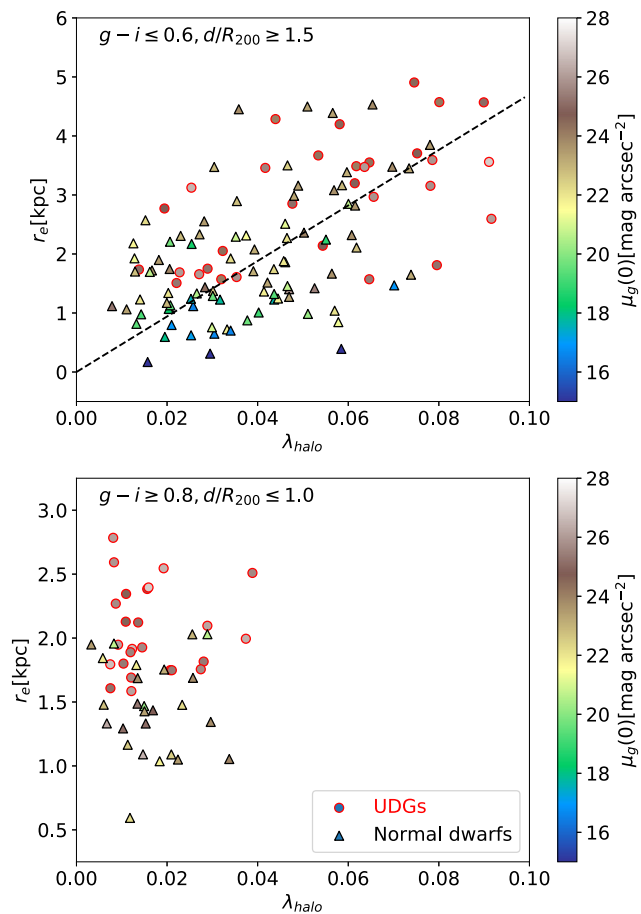 g − i ≤ 0.6, d/R200 ≥ 1.5
6
5
4
3
2
1
0
re[kpc]
0.00 0.02 0.04 0.06 0.08 0.10
λhalo
28
26
24
22
20
18
16
μg(0)[mag arcsec−2]
g − i ≥ 0.8, d/R200 ≤ 1.0
3.0
2.5
2.0
1.5
1.0
0.5
re[kpc]
UDGs
Normal dwarfs
0.00 0.02 0.04 0.06 0.08 0.10
λhalo
28
26
24
22
20
18
16
μg(0)[mag arcsec−2]